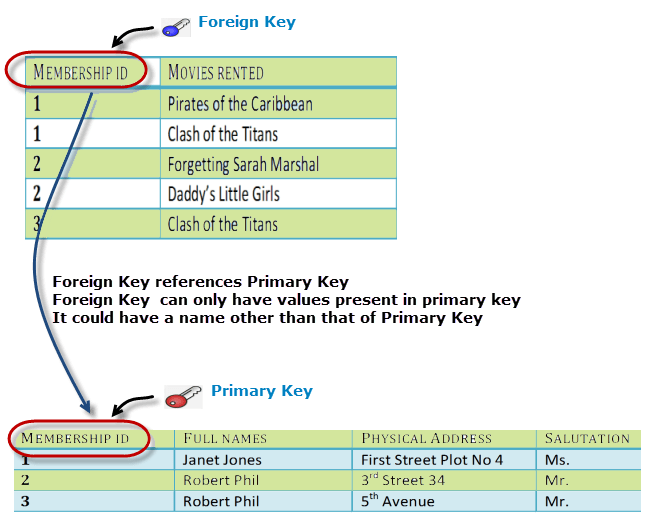 Foreign Key
MEMBERSHIP ID MOVIES RENTED
1 Pirates of the Caribbean
1 Clash of the Titans
2 Forgetting Sarah Marshal
2 Daddy's Little Girls
3 Clash of the Titans
Foreign Key references Primary Key
Foreign Key can only have values present in primary key
It could have a name other than that of Primary Key
Primary Key
MEMBERSHIP ID FULL NAMES PHYSICAL ADDRESS SALUTATION
1 Janet Jones First Street Plot No 4 Ms.
2 Robert Phil 3rd Street 34 Mr.
3 Robert Phil 5th Avenue Mr.